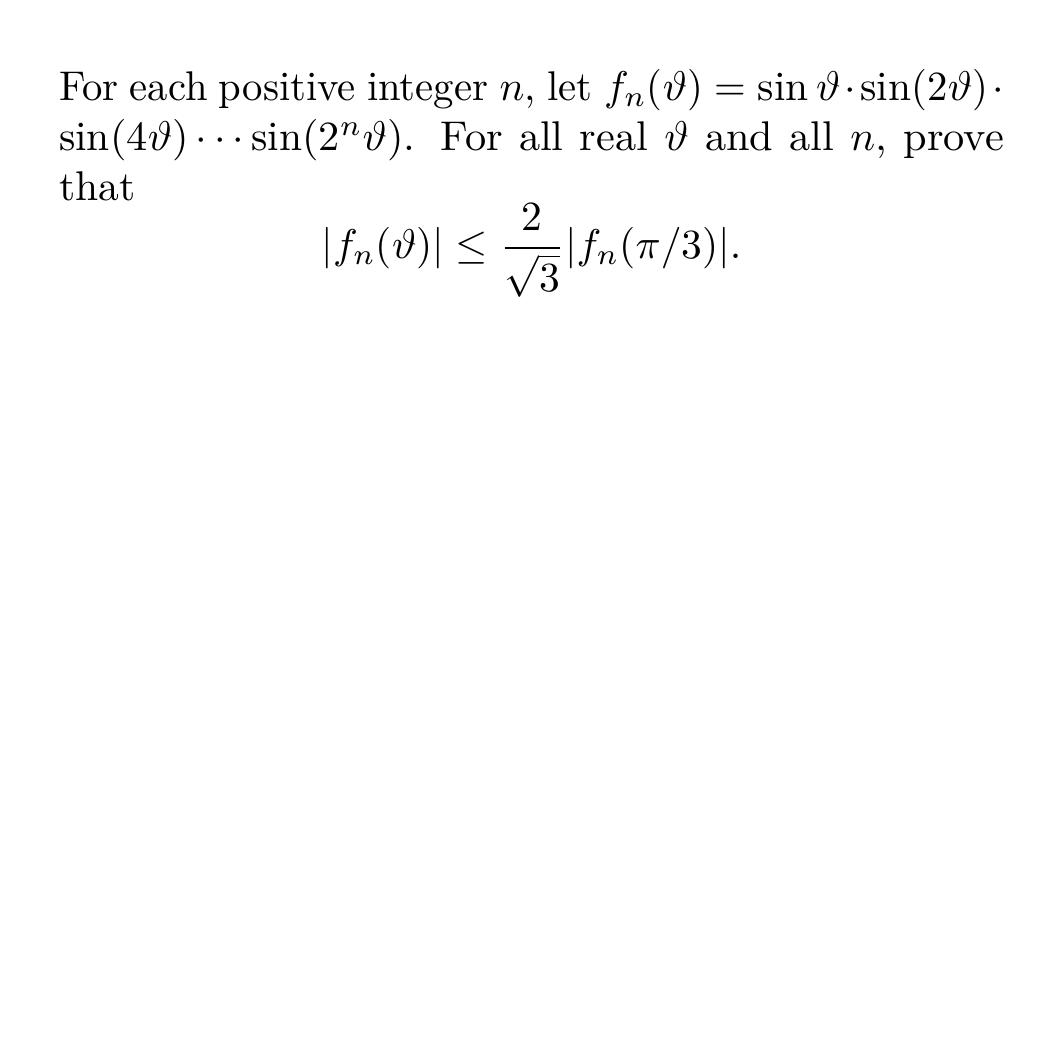 For each positive integer $n$, let $f_n(\vartheta) = \sin \vartheta \cdot \sin(2\vartheta) \cdot$
$\sin(4\vartheta) \cdots \sin(2^n\vartheta)$. For all real $\vartheta$ and all $n$, prove
that
$|f_n(\vartheta)| \leq \frac{2}{\sqrt{3}} |f_n(\pi/3)|.$